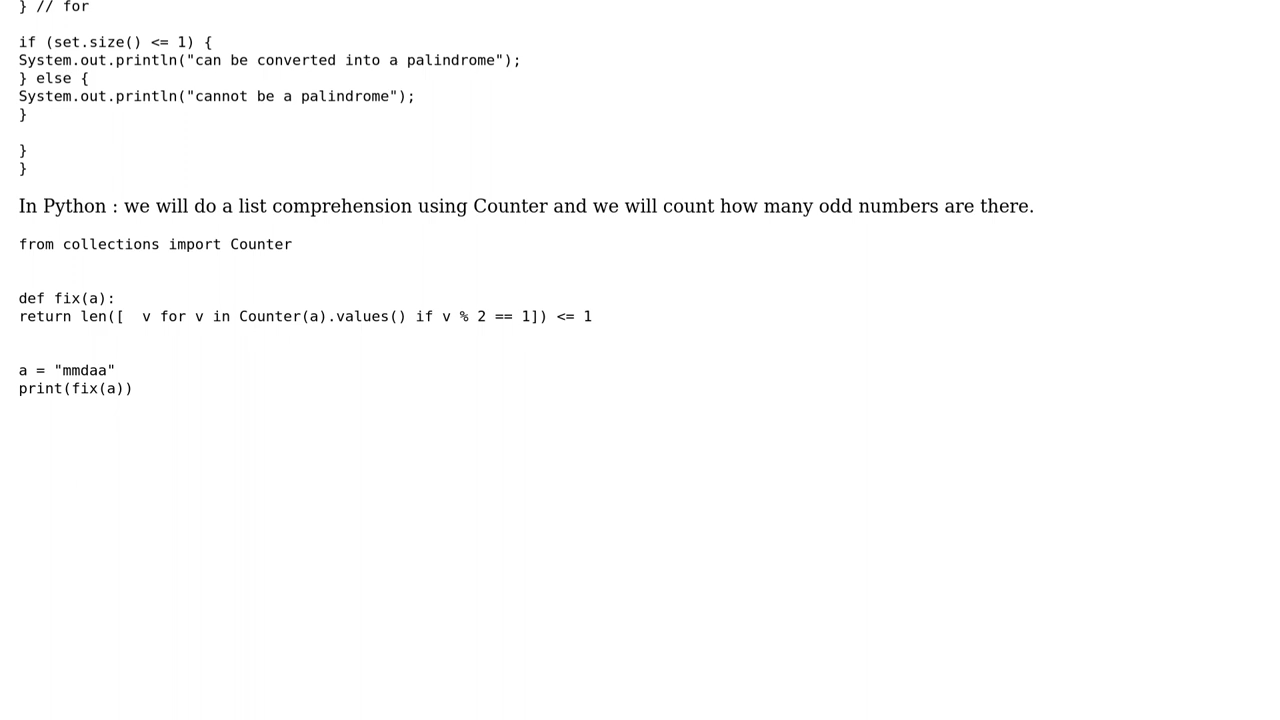 } // for
if (set.size() <= 1) {
System.out.println("can be converted into a palindrome");
} else {
System.out.println("cannot be a palindrome");
}
}
}
In Python : we will do a list comprehension using Counter and we will count how many odd numbers are there.
from collections import Counter
def fix(a):
return len([  v for v in Counter(a).values() if v % 2 == 1]) <= 1
a = "mmdaa"
print(fix(a))